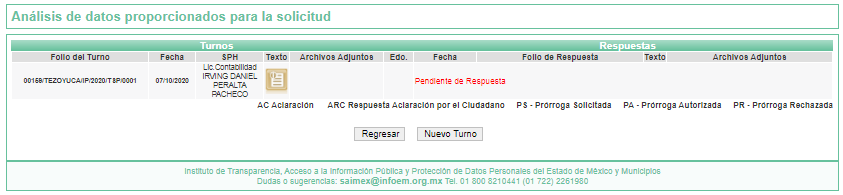 Análisis de datos proporcionados para la solicitud
Turnos Respuestas
Folio del Turno Fecha SPH Texto Archivos Adjuntos Edo. Fecha Folio de Respuesta Texto Archivos Adjuntos
00159/TEZOYUCA/IP/2020/TSP/0001 07/10/2020 Lic.Contabilidad IRVING DANIEL PERALTA PACHECO Pendiente de Respuesta
AC Aclaración ARC Respuesta Aclaración por el Ciudadano PS - Prórroga Solicitada PA - Prórroga Autorizada PR - Prórroga Rechazada
Regresar Nuevo Turno
Instituto de Transparencia, Acceso a la Información Pública y Protección de Datos Personales del Estado de México y Municipios
Dudas o sugerencias: saimex@infoem.org.mx Tel. 01 800 8210441 (01 722) 2261980